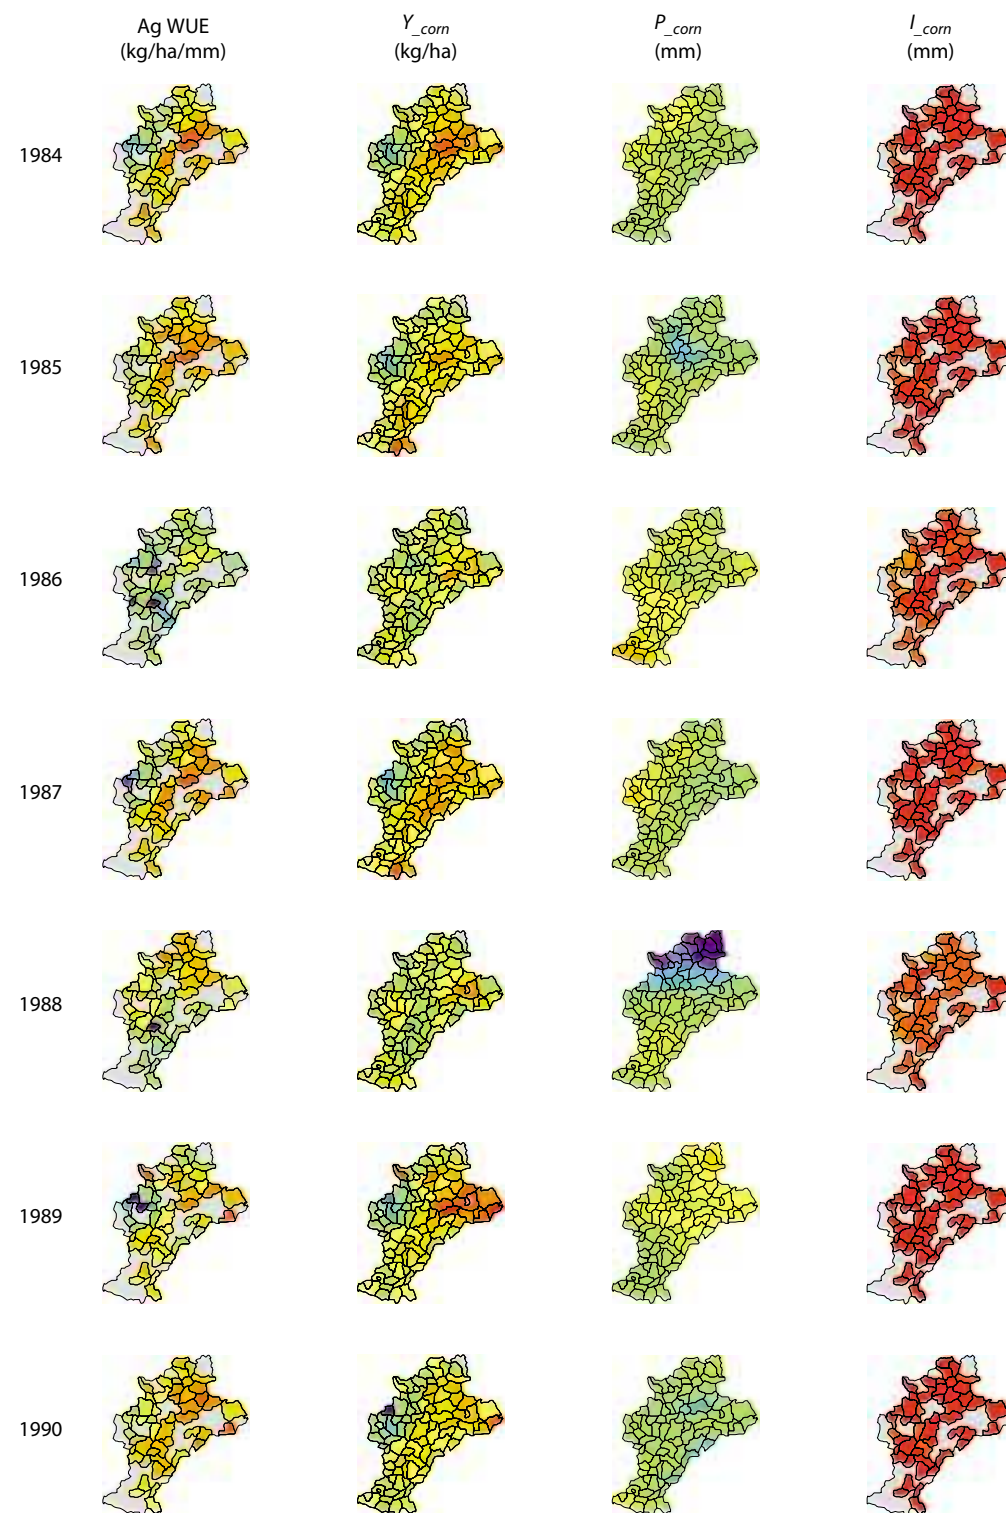 Ag WUE
(kg/ha/mm)
Y_corn
(kg/ha)
P_corn
(mm)
I_corn
(mm)
1984
1985
1986
1987
1988
1989
1990